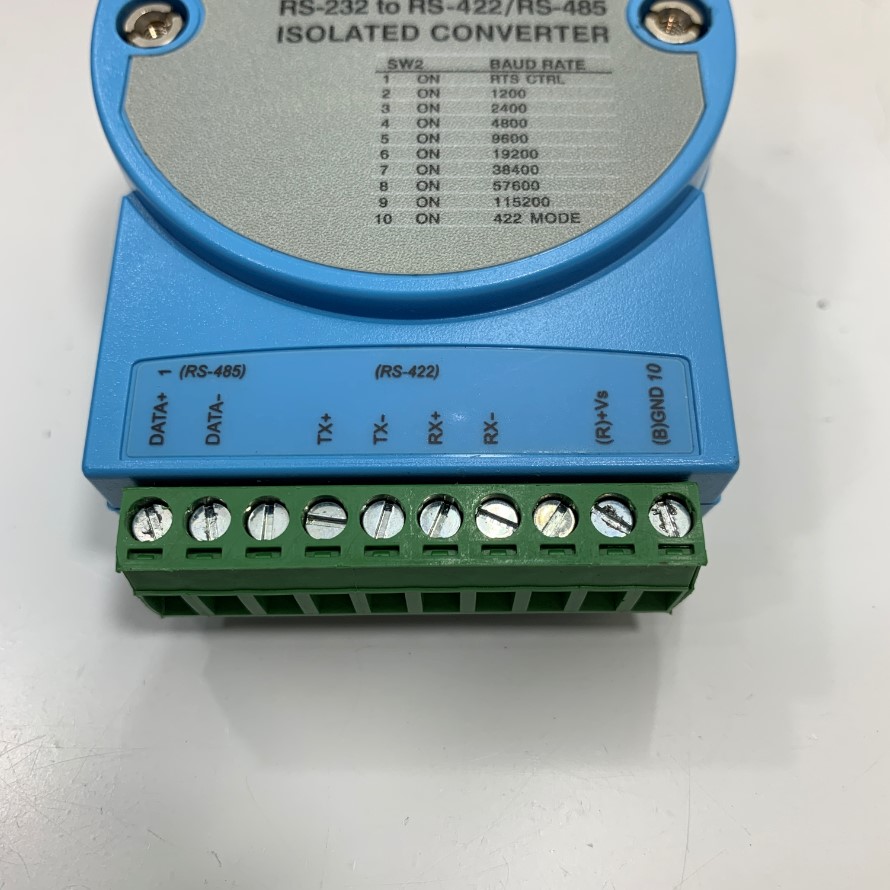 RS-232 to RS-422/RS-485
ISOLATED CONVERTER
SW2 BAUD RATE
1 ON RTS CTRL
2 ON 1200
3 ON 2400
4 ON 4800
5 ON 9600
6 ON 19200
7 ON 38400
8 ON 57600
9 ON 115200
10 ON 422 MODE
(RS-485) (RS-422)
DATA+ 1
DATA-
TX+
TX-
RX+
RX-
(R)+Vs
(B)GND 10